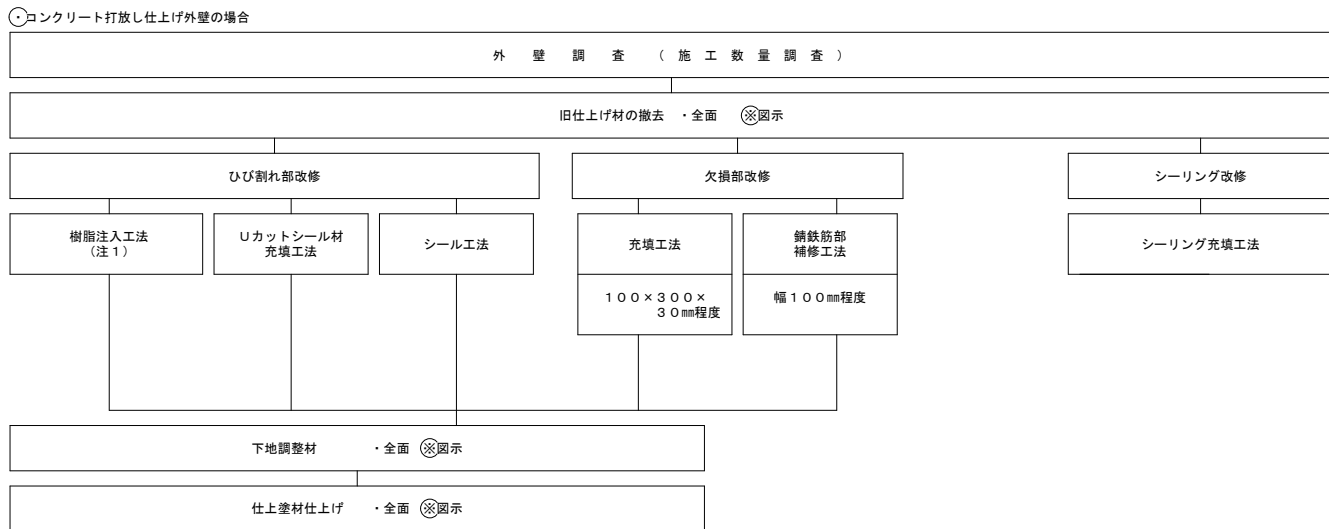 ・コンクリート打放し仕上げ外壁の場合
外 壁 調 査 （ 施 工 数 量 調 査 ）
旧仕上げ材の撤去 ・全面 ※図示
ひび割れ部改修
欠損部改修
シーリング改修
樹脂注入工法
（注１）
Ｕカットシール材
充填工法
シール工法
充填工法
錆鉄筋部
補修工法
シーリング充填工法
１００×３００×
３０㎜程度
幅１００㎜程度
下地調整材 ・全面 ※図示
仕上塗材仕上げ ・全面 ※図示